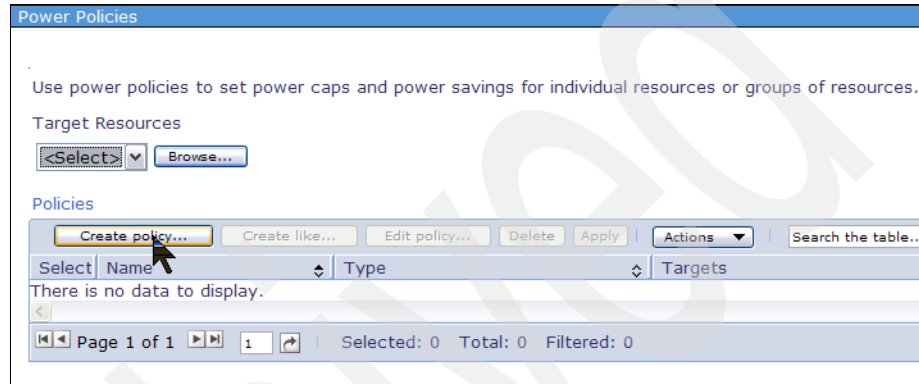 Power Policies
Use power policies to set power caps and power savings for individual resources or groups of resources.
Target Resources
<Select> Browse...
Policies
Create policy... Create like... Edit policy... Delete Apply Actions Search the table..
Select Name Type Targets
There is no data to display.
Page 1 of 1 1 Selected: 0 Total: 0 Filtered: 0